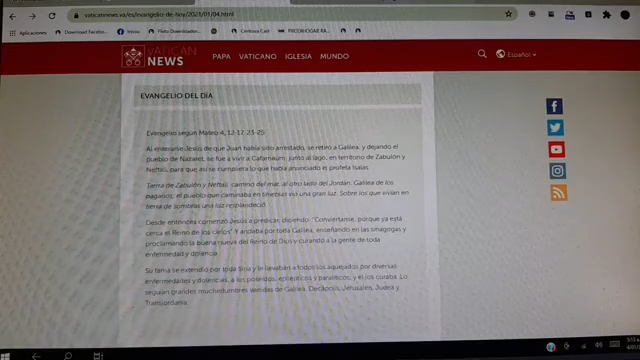 vaticannews.va/es/evangelio-de-hoy/2021/01/04.html
Aplicaciones
Download Faceb...
Inicio
Centova Cast
VATICAN
NEWS
PAPA VATICANO IGLESIA MUNDO
Español
EVANGELIO DEL DÍA
Evangelio según Mateo 4, 12-17. 23-25
Al enterarse Jesús de que Juan había sido arrestado, se retiró a Galilea, y dejando el
pueblo de Nazaret, se fue a vivir a Cafarnaúm, junto al lago, en territorio de Zabulón y
Neftalí, para que así se cumpliera lo que había anunciado el profeta Isaías:
Tierra de Zabulón y Neftalí, camino del mar, al otro lado del Jordán, Galilea de los
paganos. el pueblo que caminaba en tinieblas vio una gran luz. Sobre los que vivían en
tierra de sombras una luz resplandeció.
Desde entonces comenzó Jesús a predicar, diciendo: "Conviértanse, porque ya está
cerca el Reino de los cielos". Y andaba por toda Galilea, enseñando en las sinagogas y
proclamando la buena nueva del Reino de Dios y curando a la gente de toda
enfermedad y dolencia.
Su fama se extendió por toda Siria y le llevaban a todos los aquejados por diversas
enfermedades y dolencias, a los poseídos, epilépticos y paralíticos, y él los curaba. Lo
seguían grandes muchedumbres venidas de Galilea, Decápolis, Jerusalén, Judea y
Transjordania.